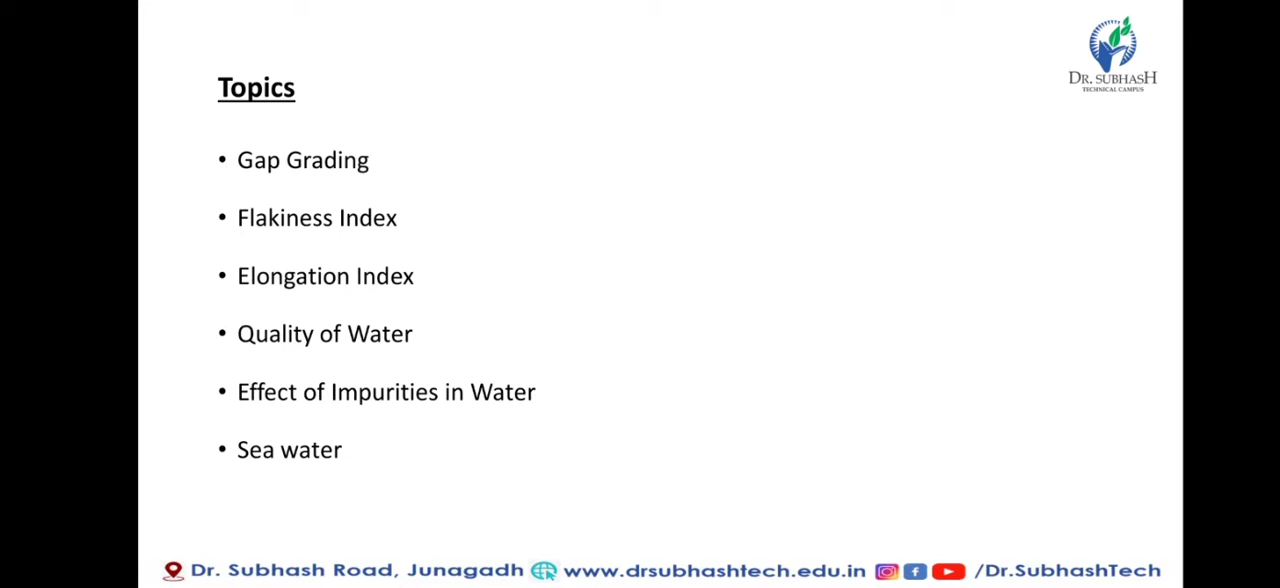 DR. SUBHASH
TECHNICAL CAMPUS
Topics
• Gap Grading
• Flakiness Index
• Elongation Index
• Quality of Water
• Effect of Impurities in Water
• Sea water
Dr. Subhash Road, Junagadh www.drsubhashtech.edu.in /Dr.SubhashTech